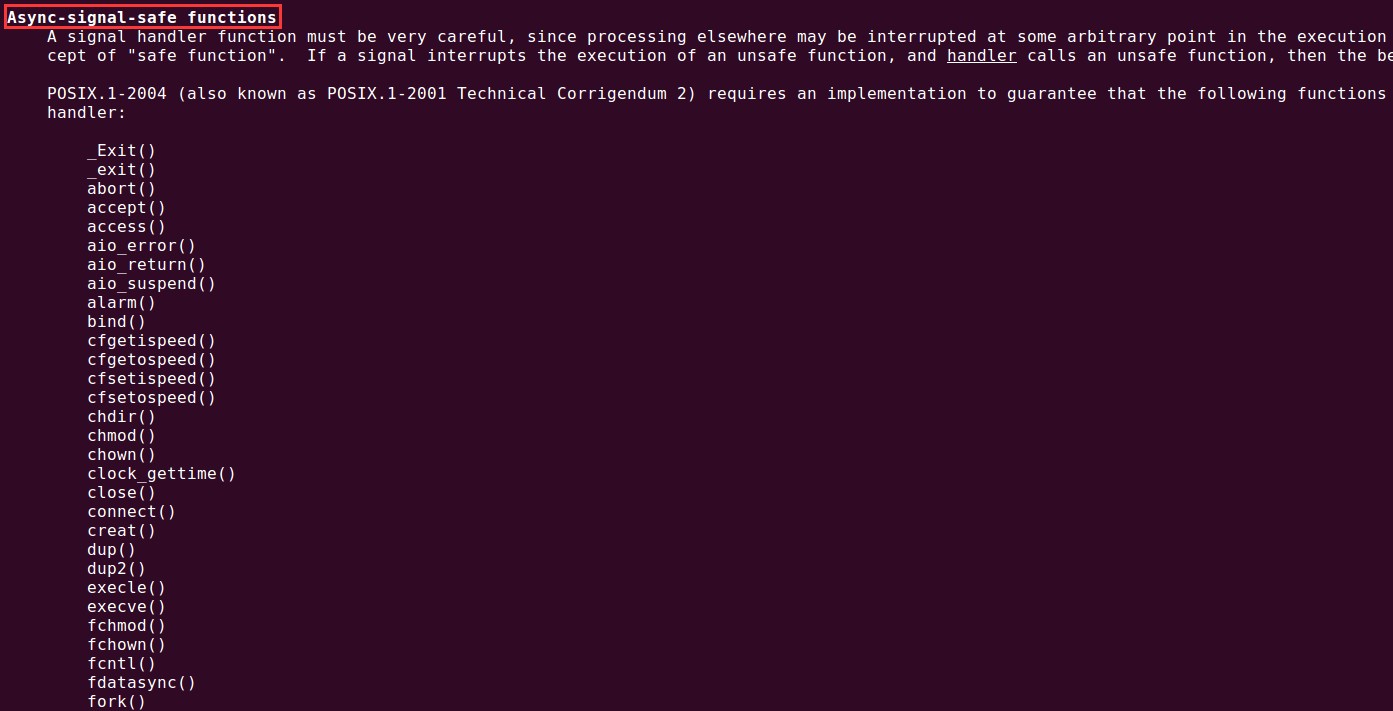 Async-signal-safe functions
A signal handler function must be very careful, since processing elsewhere may be interrupted at some arbitrary point in the execution
cept of "safe function".  If a signal interrupts the execution of an unsafe function, and handler calls an unsafe function, then the be
POSIX.1-2004 (also known as POSIX.1-2001 Technical Corrigendum 2) requires an implementation to guarantee that the following functions
handler:
_Exit()
_exit()
abort()
accept()
access()
aio_error()
aio_return()
aio_suspend()
alarm()
bind()
cfgetispeed()
cfgetospeed()
cfsetispeed()
cfsetospeed()
chdir()
chmod()
chown()
clock_gettime()
close()
connect()
creat()
dup()
dup2()
execle()
execve()
fchmod()
fchown()
fcntl()
fdatasync()
fork()